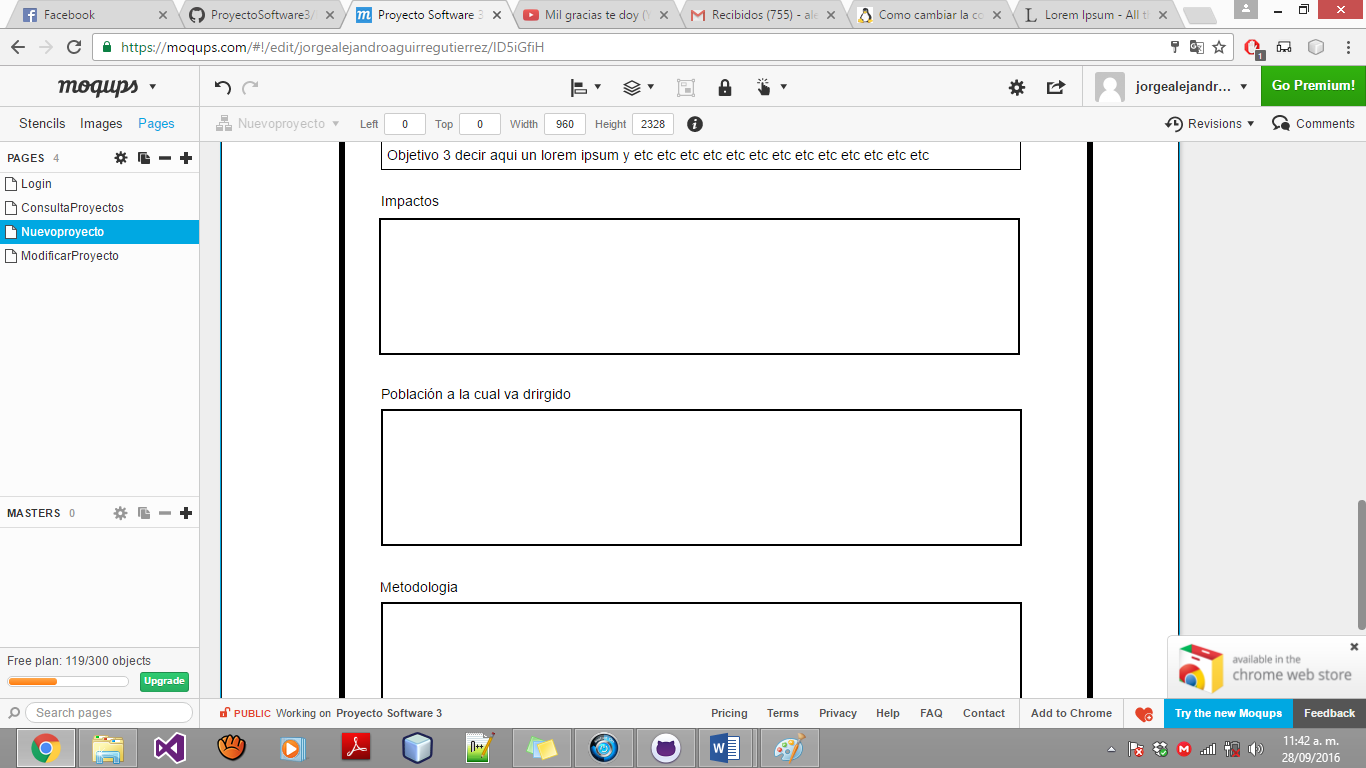 Facebook
ProyectoSoftware3/
Proyecto Software 3
Mil gracias te doy (
Recibidos (755) - ale
Como cambiar la co
Lorem Ipsum - All ti
https://moqups.com/#!/edit/jorgealejandroaguirregutierrez/ID5iGfiH
1
moqups
jorgealejandr...
Go Premium!
Stencils Images Pages
Nuevoproyecto
Left 0 Top 0 Width 960 Height 2328
Revisions
Comments
PAGES 4
Login
ConsultaProyectos
Nuevoproyecto
ModificarProyecto
Objetivo 3 decir aqui un lorem ipsum y etc etc etc etc etc etc etc etc etc etc etc etc etc
Impactos
Población a la cual va drirgido
Metodologia
MASTERS 0
Free plan: 119/300 objects
Upgrade
available in the
chrome web store
Search pages
PUBLIC Working on Proyecto Software 3
Pricing Terms Privacy Help FAQ Contact
Add to Chrome
Try the new Moqups
Feedback
11:42 a. m.
28/09/2016